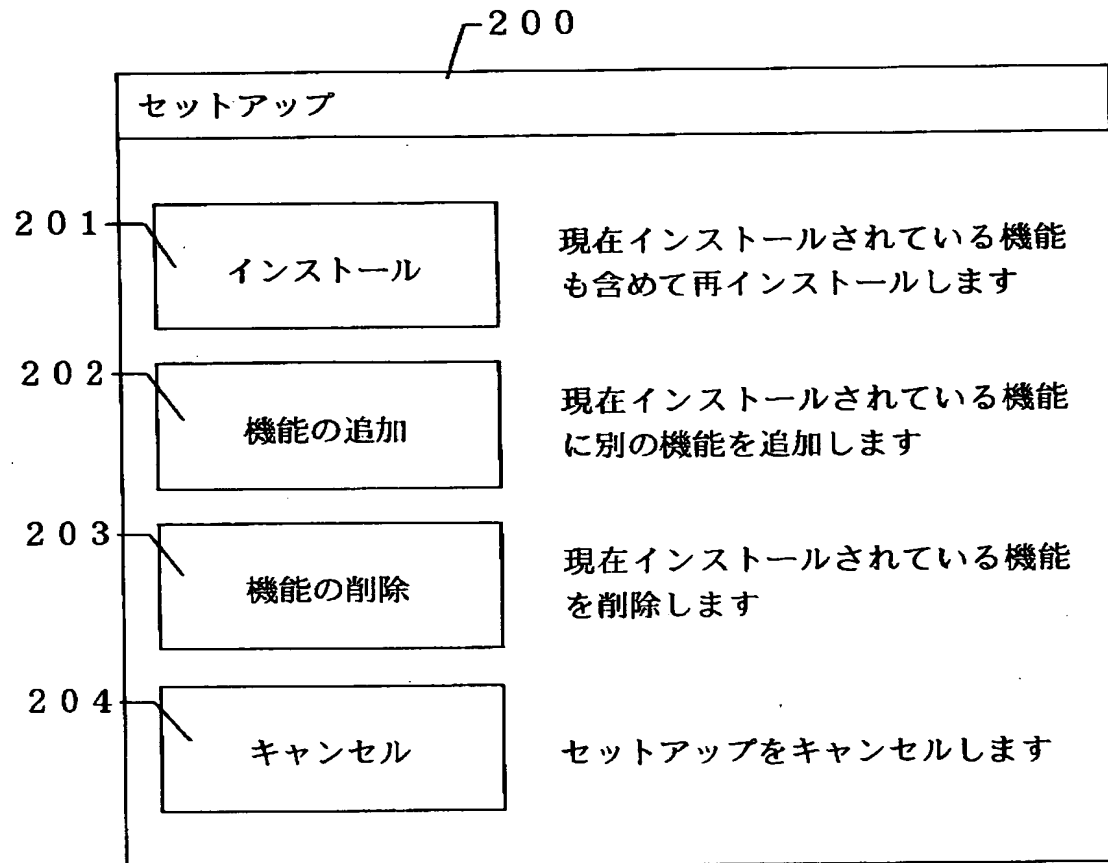 ２００
セットアップ
２０１
インストール
現在インストールされている機能
も含めて再インストールします
２０２
機能の追加
現在インストールされている機能
に別の機能を追加します
２０３
機能の削除
現在インストールされている機能
を削除します
２０４
キャンセル
セットアップをキャンセルします